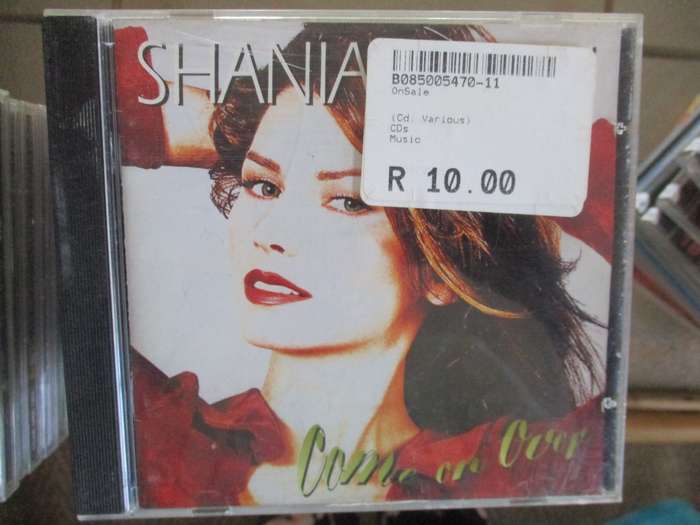 SHANIA
B085005470-11
OnSale
(Cd. Various)
CDs
Music
R 10.00
Come on Over